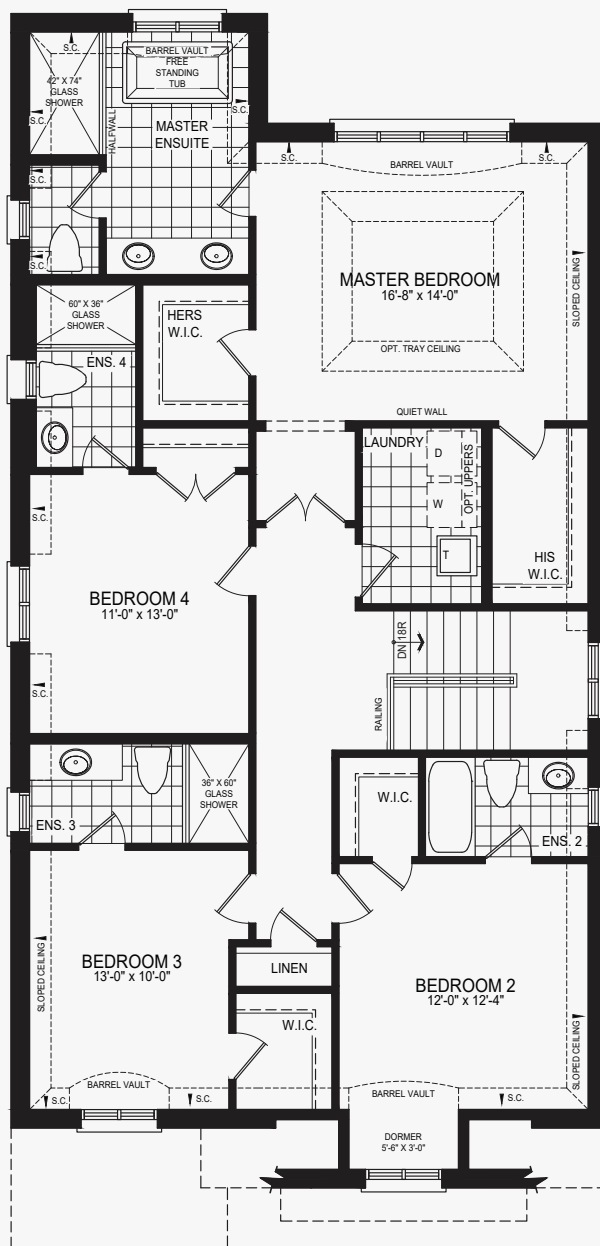 S.C.
BARREL VAULT
FREE
STANDING
TUB
42" X 74"
GLASS
SHOWER
S.C.
S.C.
HALFWALL
MASTER
ENSUITE
S.C.
S.C.
S.C.
S.C.
BARREL VAULT
S.C.
MASTER BEDROOM
16'-8" x 14'-0"
SLOPED CEILING
OPT. TRAY CEILING
QUIET WALL
60" X 36"
GLASS
SHOWER
ENS. 4
HERS
W.I.C.
LAUNDRY
D
W
OPT. UPPERS
T
HIS
W.I.C.
S.C.
BEDROOM 4
11'-0" x 13'-0"
S.C.
DN 18R
RAILING
36" X 60"
GLASS
SHOWER
ENS. 3
W.I.C.
ENS. 2
BEDROOM 3
13'-0" x 10'-0"
SLOPED CEILING
LINEN
W.I.C.
BEDROOM 2
12'-0" x 12'-4"
SLOPED CEILING
BARREL VAULT
S.C.
S.C.
BARREL VAULT
S.C.
DORMER
5'-6" X 3'-0"